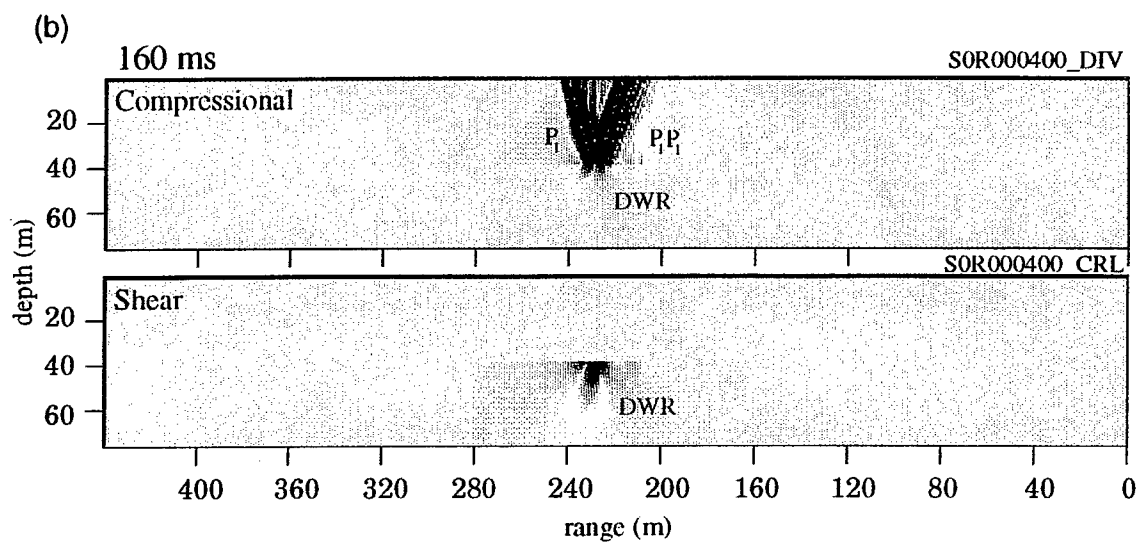 (b)
160 ms
S0R000400_DIV
Compressional
20
P1
P1P1
40
DWR
60
depth (m)
S0R000400_CRL
Shear
20
40
DWR
60
400 360 320 280 240 200 160 120 80 40 0
range (m)